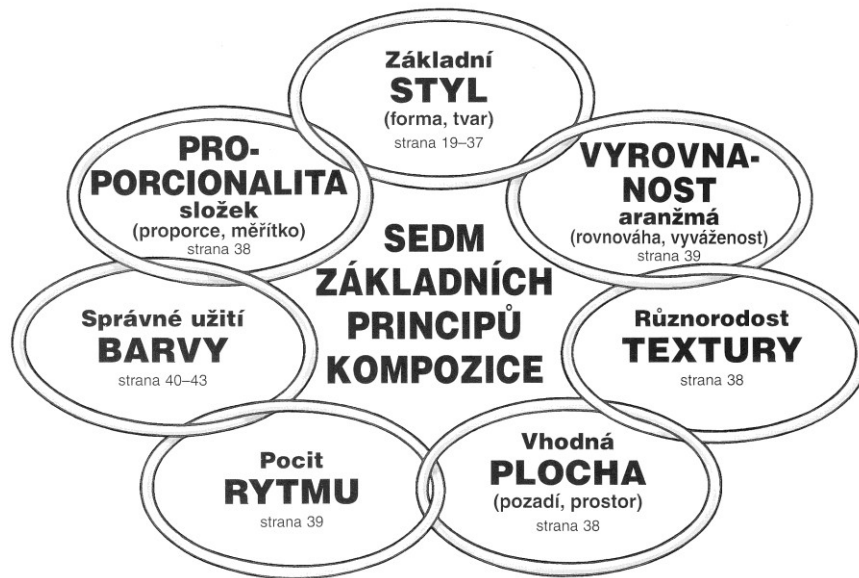 Základní
STYL
(forma, tvar)
strana 19–37
PRO-
PORCIONALITA
složek
(proporce, měřítko)
strana 38
VYROVNA-
NOST
aranžmá
(rovnováha, vyváženost)
strana 39
SEDM
ZÁKLADNÍCH
PRINCIPŮ
KOMPOZICE
Správné užití
BARVY
strana 40–43
Různorodost
TEXTURY
strana 38
Pocit
RYTMU
strana 39
Vhodná
PLOCHA
(pozadí, prostor)
strana 38